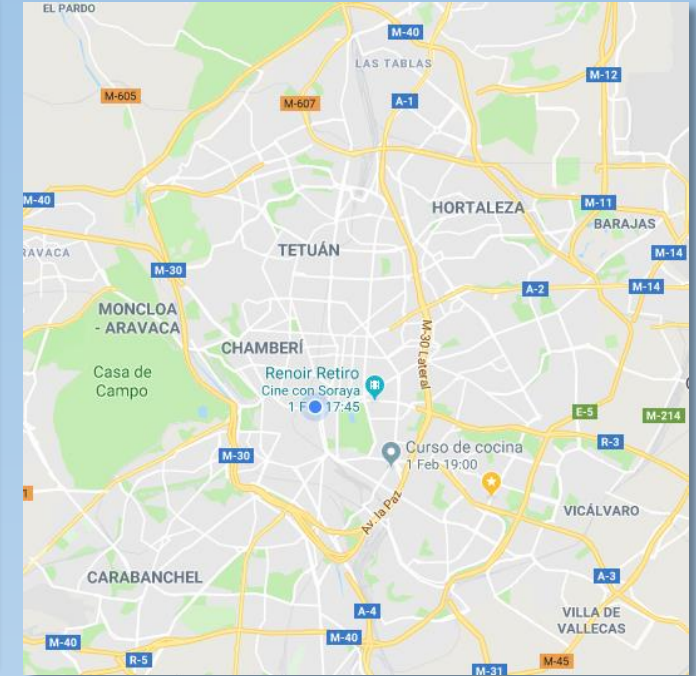 EL PARDO
M-40
LAS TABLAS
M-12
M-605
M-607
A-1
M-40
M-11
HORTALEZA
BARAJAS
RAVACA
TETUÁN
M-14
M-30
A-2
M-14
MONCLOA
- ARAVACA
M-30 Lateral
CHAMBERÍ
Casa de
Campo
Renoir Retiro
Cine con Soraya
1 17:45
E-5
M-214
R-3
M-30
Curso de cocina
1 Feb 19:00
Av. la Paz
VICÁLVARO
CARABANCHEL
A-3
A-4
VILLA DE
VALLECAS
M-40
M-40
R-5
M-45
M-31